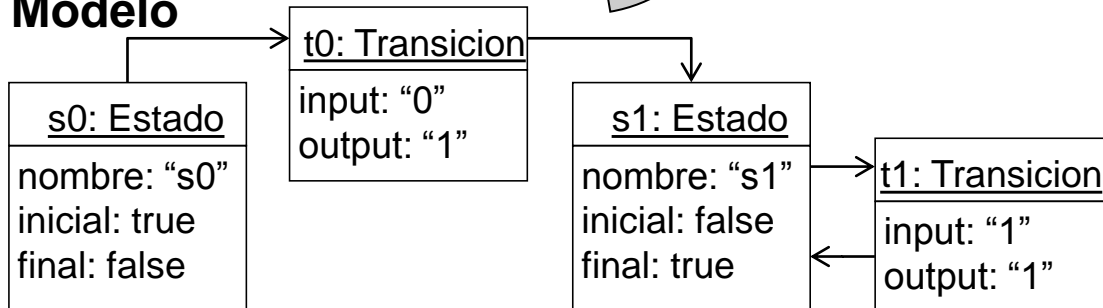 Modelo
t0: Transicion
input: “0”
output: “1”
s0: Estado
nombre: “s0”
inicial: true
final: false
s1: Estado
nombre: “s1”
inicial: false
final: true
t1: Transicion
input: “1”
output: “1”